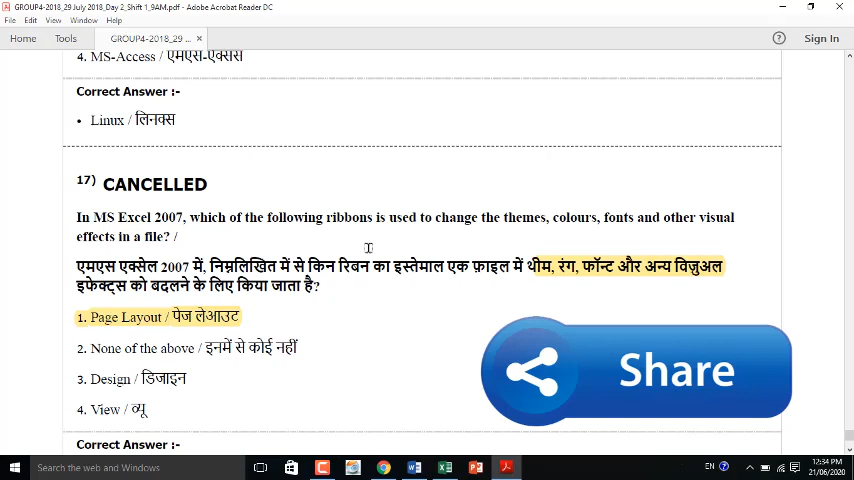 GROUP4-2018_29 July 2018_Day 2_Shift 1_9AM.pdf - Adobe Acrobat Reader DC
File Edit View Window Help
Home Tools GROUP4-2018_29 ... × Sign In
4. MS-Access / एमएस-एक्सेस
Correct Answer :-
• Linux / लिनक्स
17) CANCELLED
In MS Excel 2007, which of the following ribbons is used to change the themes, colours, fonts and other visual
effects in a file? /
एमएस एक्सेल 2007 में, निम्नलिखित में से किन रिबन का इस्तेमाल एक फ़ाइल में थीम, रंग, फॉन्ट और अन्य विज़ुअल
इफेक्ट्स को बदलने के लिए किया जाता है?
1. Page Layout / पेज लेआउट
2. None of the above / इनमें से कोई नहीं
3. Design / डिजाइन
4. View / व्यू
Share
Correct Answer :-
Search the web and Windows
EN
12:34 PM
21/06/2020